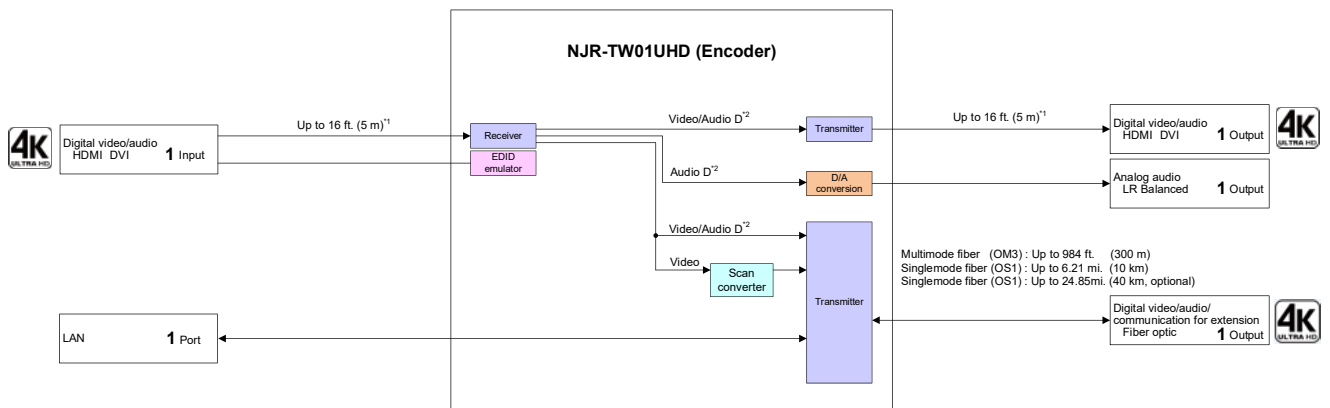 NJR-TW01UHD (Encoder)
4K
ULTRA HD
Digital video/audio
HDMI DVI 1 Input
Up to 16 ft. (5 m)*1
Receiver
EDID
emulator
Video/Audio D*2
Transmitter
Up to 16 ft. (5 m)*1
Digital video/audio
HDMI DVI 1 Output
4K
ULTRA HD
Audio D*2
D/A
conversion
Analog audio
LR Balanced 1 Output
Video/Audio D*2
Video
Scan
converter
Transmitter
Multimode fiber (OM3) : Up to 984 ft. (300 m)
Singlemode fiber (OS1) : Up to 6.21 mi. (10 km)
Singlemode fiber (OS1) : Up to 24.85mi. (40 km, optional)
Digital video/audio/
communication for extension
Fiber optic 1 Output
4K
ULTRA HD
LAN 1 Port